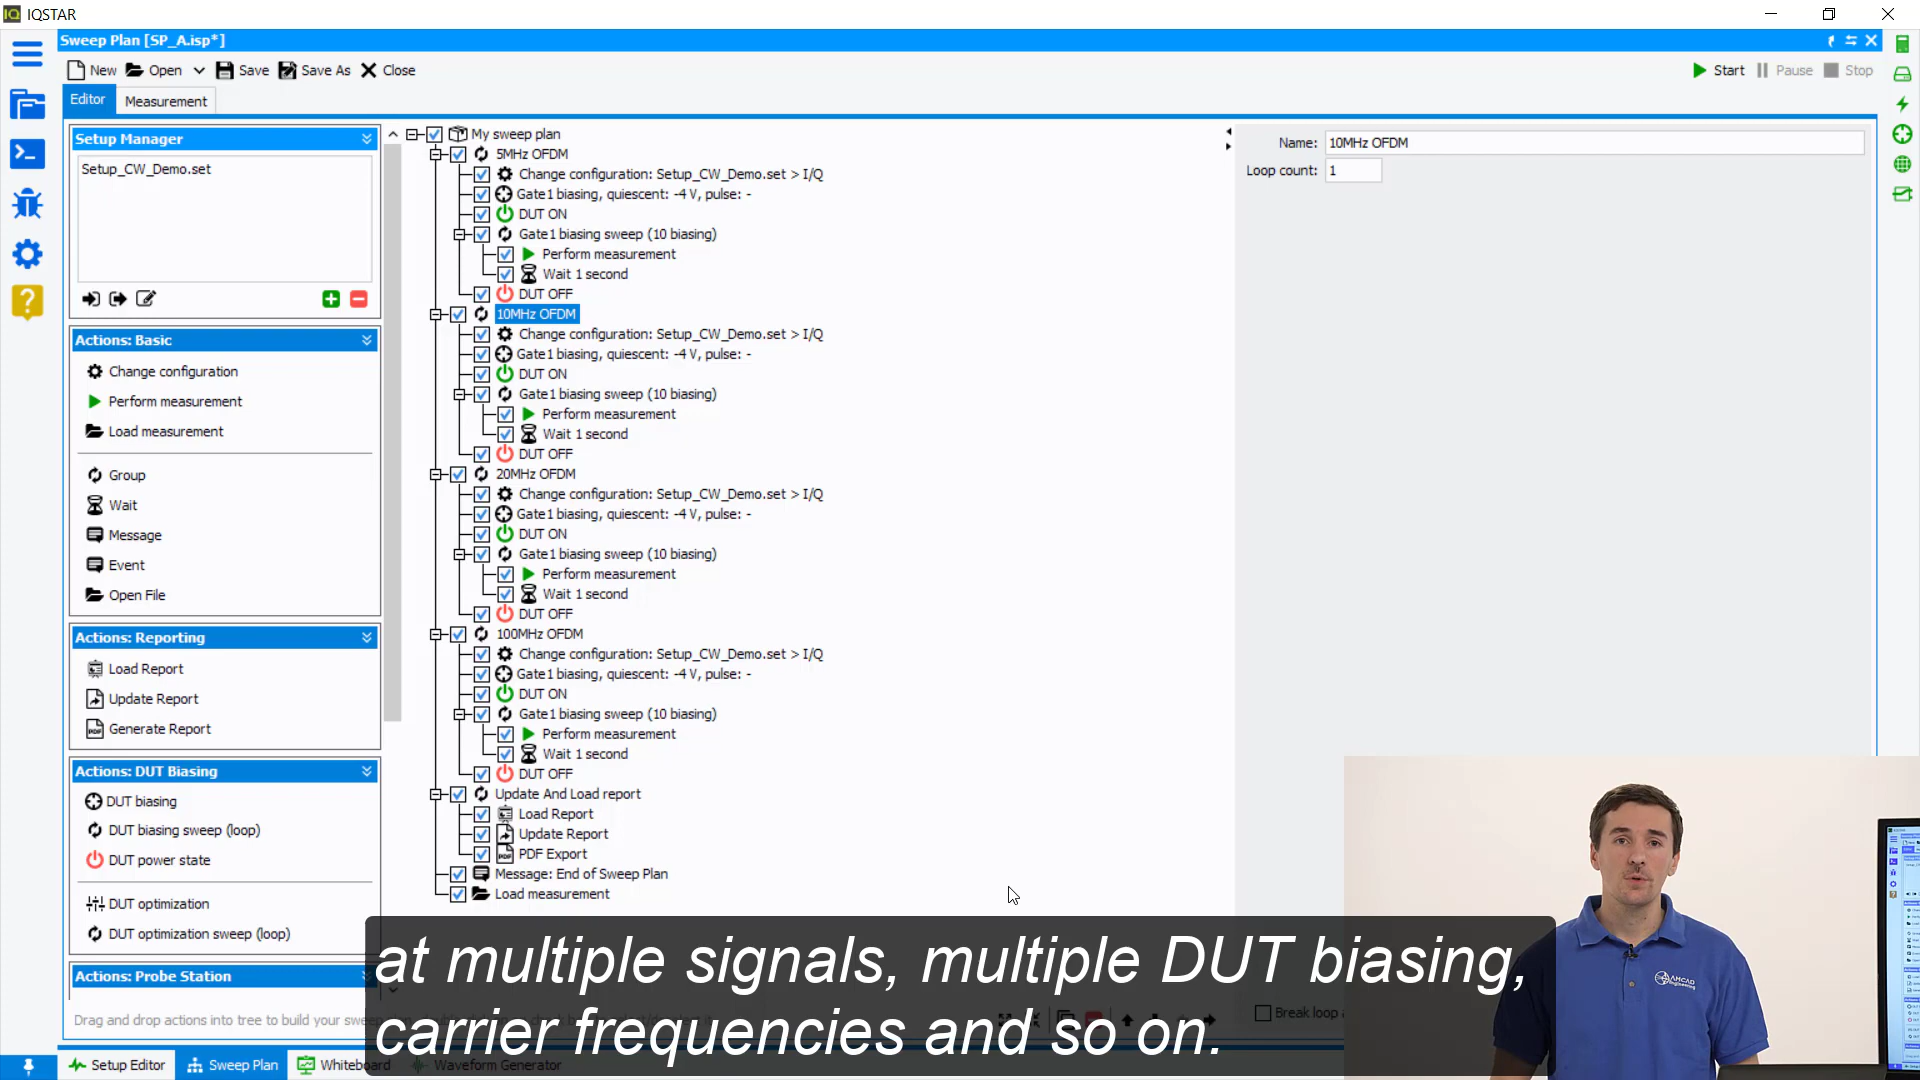 IQSTAR
Sweep Plan [SP_A.isp*]
New Open Save Save As Close
Start Pause Stop
Editor Measurement
Setup Manager
Setup_CW_Demo.set
Actions: Basic
Change configuration
Perform measurement
Load measurement
Group
Wait
Message
Event
Open File
Actions: Reporting
Load Report
Update Report
Generate Report
Actions: DUT Biasing
DUT biasing
DUT biasing sweep (loop)
DUT power state
DUT optimization
DUT optimization sweep (loop)
Actions: Probe Station
Drag and drop actions into tree to build your
My sweep plan
5MHz OFDM
Change configuration: Setup_CW_Demo.set > I/Q
Gate1 biasing, quiescent: -4 V, pulse: -
DUT ON
Gate1 biasing sweep (10 biasing)
Perform measurement
Wait 1 second
DUT OFF
10MHz OFDM
Change configuration: Setup_CW_Demo.set > I/Q
Gate1 biasing, quiescent: -4 V, pulse: -
DUT ON
Gate1 biasing sweep (10 biasing)
Perform measurement
Wait 1 second
DUT OFF
20MHz OFDM
Change configuration: Setup_CW_Demo.set > I/Q
Gate1 biasing, quiescent: -4 V, pulse: -
DUT ON
Gate1 biasing sweep (10 biasing)
Perform measurement
Wait 1 second
DUT OFF
100MHz OFDM
Change configuration: Setup_CW_Demo.set > I/Q
Gate1 biasing, quiescent: -4 V, pulse: -
DUT ON
Gate1 biasing sweep (10 biasing)
Perform measurement
Wait 1 second
DUT OFF
Update And Load report
Load Report
Update Report
PDF Export
Message: End of Sweep Plan
Load measurement
Name: 10MHz OFDM
Loop count: 1
Break loop
AMCAD
Engineering
at multiple signals, multiple DUT biasing,
carrier frequencies and so on.
Setup Editor Sweep Plan Whiteboard Waveform Generator